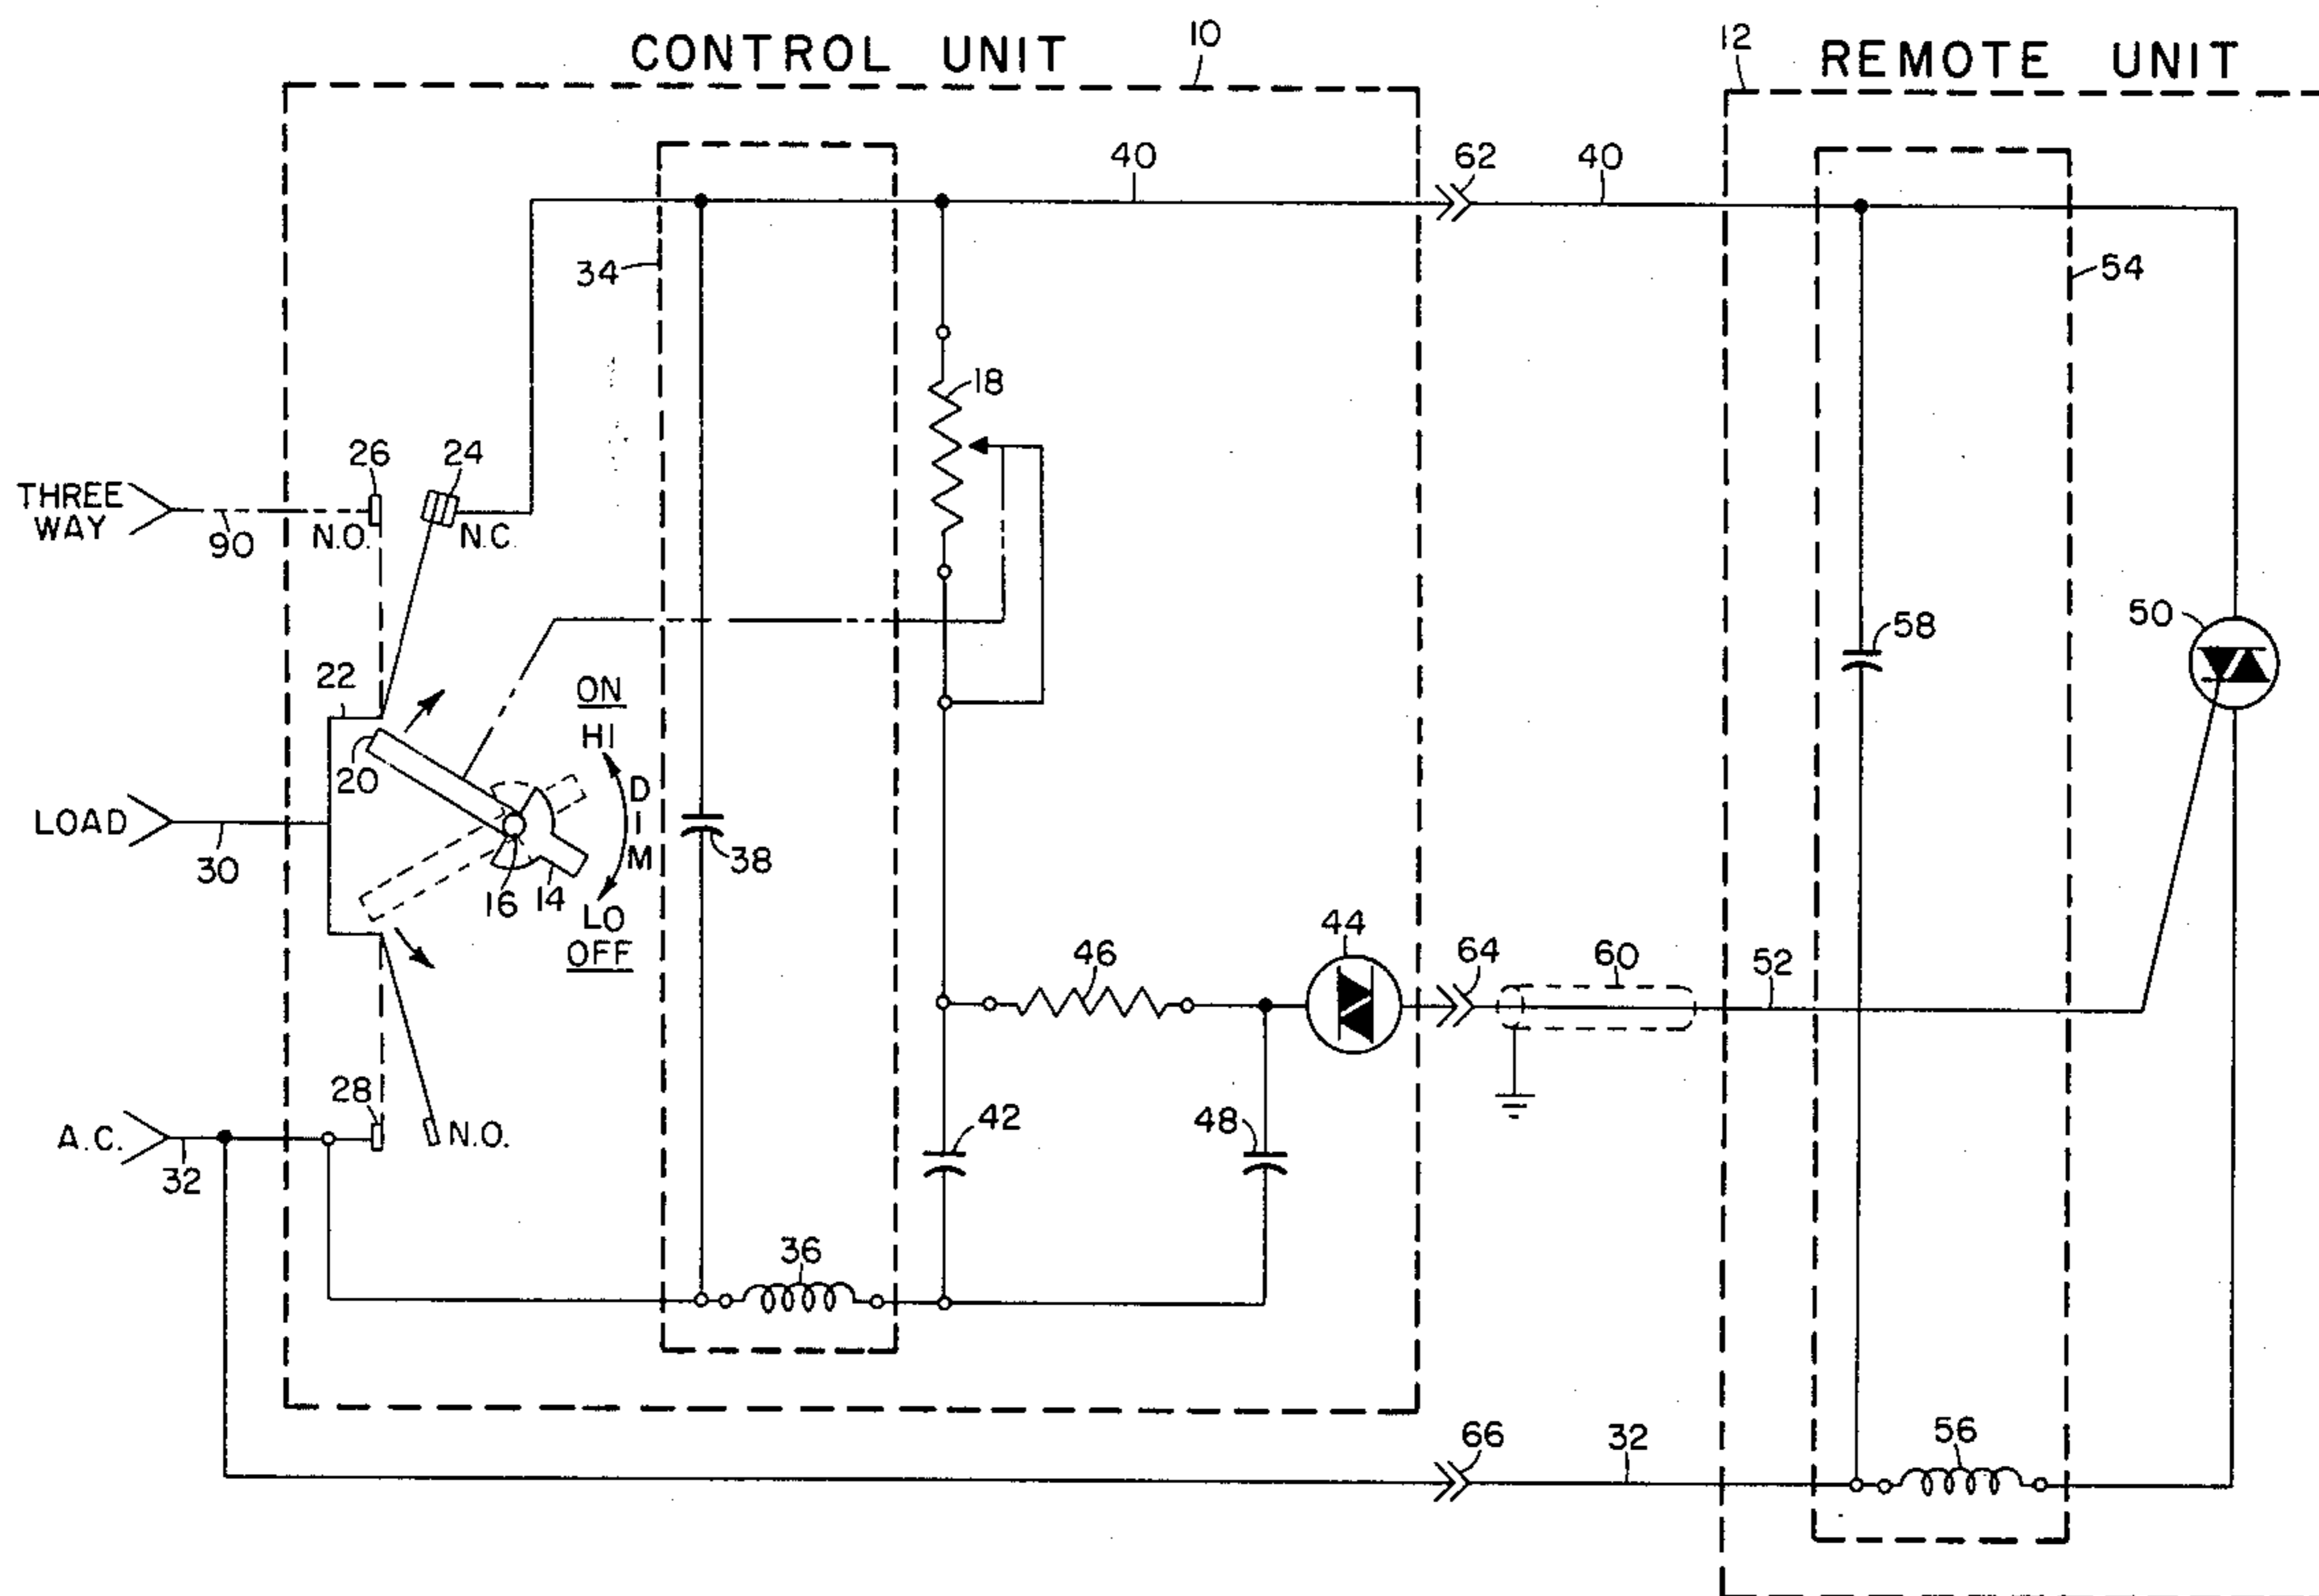 CONTROL UNIT
10
12
REMOTE UNIT
40
62
40
34
54
18
26
24
THREE
WAY
90
N.O.
N.C.
50
58
22
ON
HI
20
D
I
M
LOAD
30
38
16
14
LO
OFF
44
46
64
60
52
28
N.O.
42
48
A.C.
32
36
66
32
56